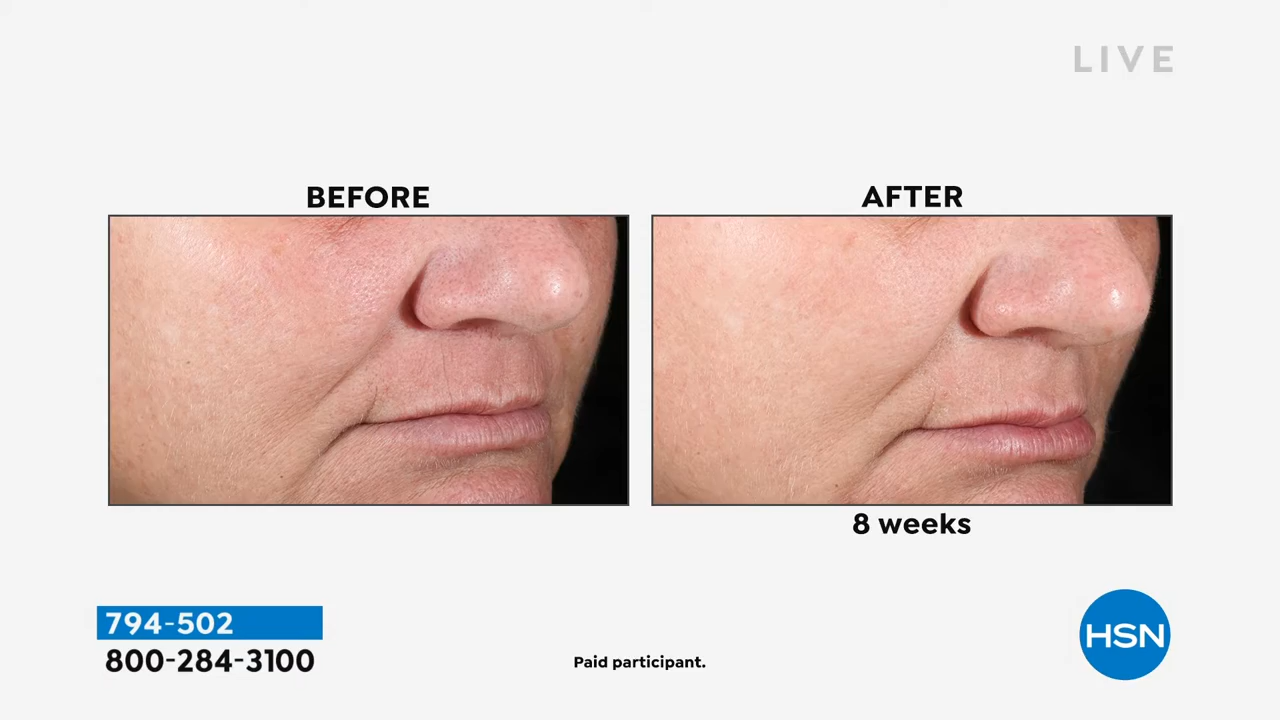 LIVE
BEFORE
AFTER
8 weeks
794-502
800-284-3100
Paid participant.
HSN